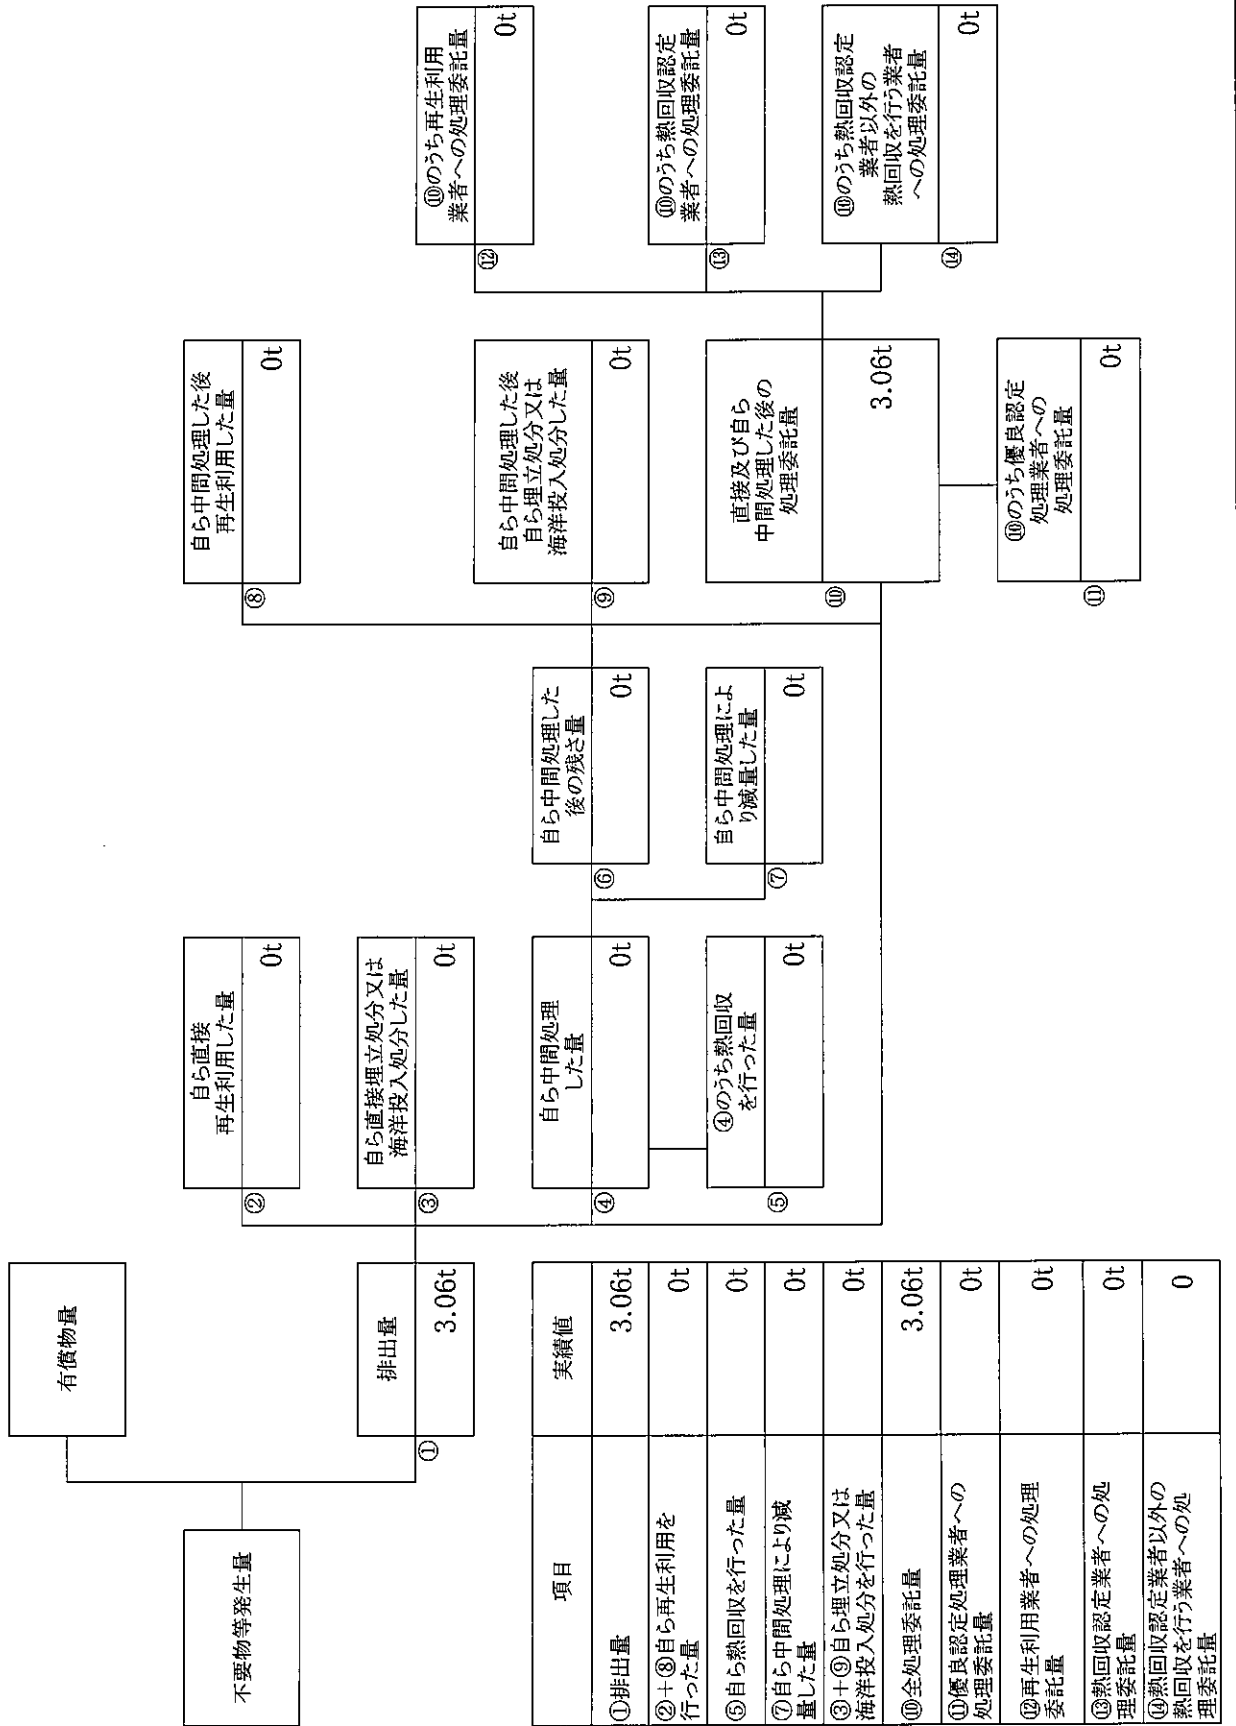 不要物等発生量
有償物量
①
排出量
3.06t
②
自ら直接
再生利用した量
0t
③
自ら直接埋立処分又は
海洋投入処分した量
0t
④
自ら中間処理
した量
0t
⑤
④のうち熱回収
を行った量
0t
⑥
自ら中間処理した
後の残さ量
0t
⑦
自ら中間処理によ
り減量した量
0t
⑧
自ら中間処理した後
再生利用した量
0t
⑨
自ら中間処理した後
自ら埋立処分又は
海洋投入処分した量
0t
⑩
直接及び自ら
中間処理した後の
処理委託量
3.06t
⑪
⑩のうち優良認定
処理業者への
処理委託量
0t
⑫
⑩のうち再生利用
業者への処理委託量
0t
⑬
⑩のうち熱回収認定
業者への処理委託量
0t
⑭
⑩のうち熱回収認定
業者以外の
熱回収を行う業者
への処理委託量
0t
項目 実績値
①排出量 3.06t
②+⑧自ら再生利用を
行った量 0t
⑤自ら熱回収を行った量 0t
⑦自ら中間処理により減
量した量 0t
③+⑨自ら埋立処分又は
海洋投入処分を行った量 0t
⑩全処理委託量 3.06t
⑪優良認定処理業者への
処理委託量 0t
⑫再生利用業者への処理
委託量 0t
⑬熱回収認定業者への処
理委託量 0t
⑭熱回収認定業者以外の
熱回収を行う業者への処
理委託量 0